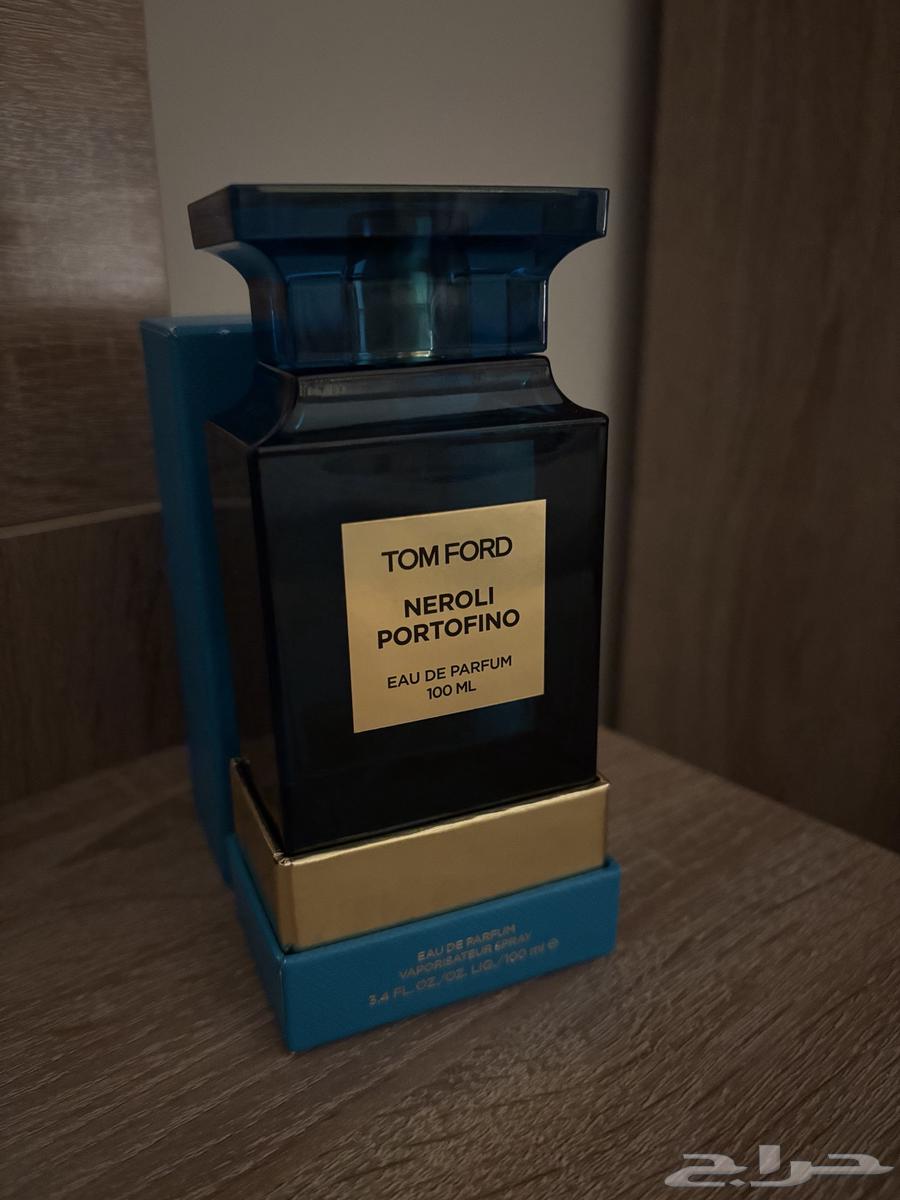 TOM FORD
NEROLI
PORTOFINO
EAU DE PARFUM
100 ML
EAU DE PARFUM
VAPORISATEUR SPRAY
3.4 FL. OZ./OZ. LIQ./100 ml ℮
حراج